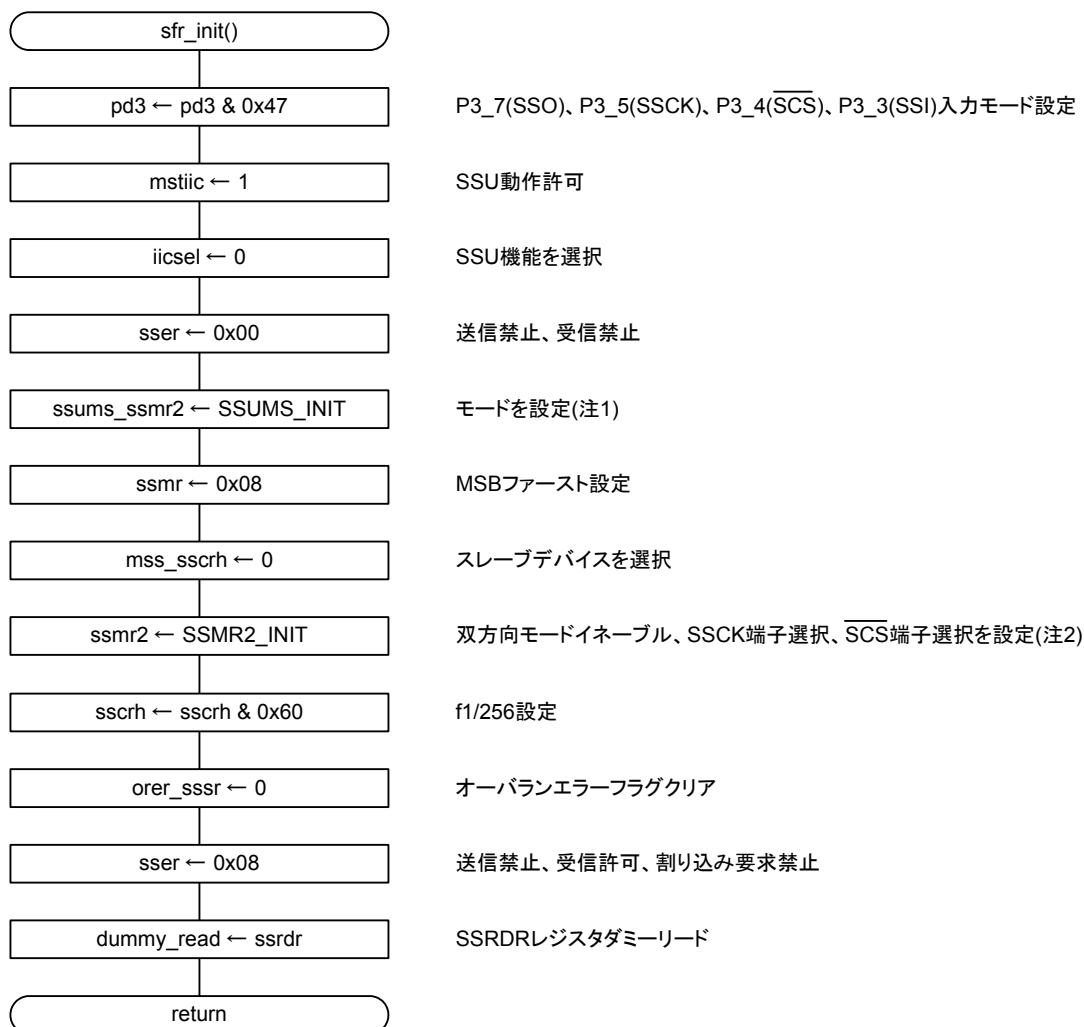 sfr_init()
pd3 ← pd3 & 0x47 P3_7(SSO)、P3_5(SSCK)、P3_4(S̅C̅S̅)、P3_3(SSI)入力モード設定
mstiic ← 1 SSU動作許可
iicsel ← 0 SSU機能を選択
sser ← 0x00 送信禁止、受信禁止
ssums_ssmr2 ← SSUMS_INIT モードを設定(注1)
ssmr ← 0x08 MSBファースト設定
mss_sscrh ← 0 スレーブデバイスを選択
ssmr2 ← SSMR2_INIT 双方向モードイネーブル、SSCK端子選択、S̅C̅S̅端子選択を設定(注2)
sscrh ← sscrh & 0x60 f1/256設定
orer_sssr ← 0 オーバランエラーフラグクリア
sser ← 0x08 送信禁止、受信許可、割り込み要求禁止
dummy_read ← ssrdr SSRDRレジスタダミーリード
return